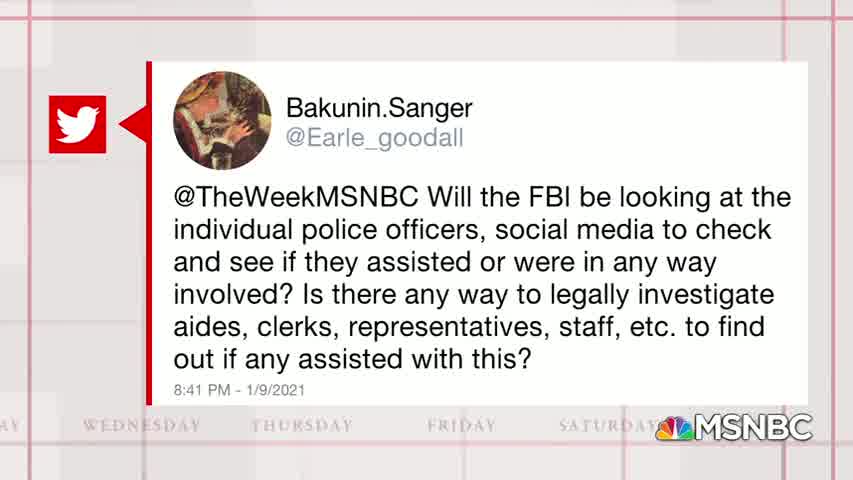 Bakunin.Sanger
@Earle_goodall
@TheWeekMSNBC Will the FBI be looking at the
individual police officers, social media to check
and see if they assisted or were in any way
involved? Is there any way to legally investigate
aides, clerks, representatives, staff, etc. to find
out if any assisted with this?
8:41 PM - 1/9/2021
AY WEDNESDAY THURSDAY FRIDAY SATURDAY
MSNBC